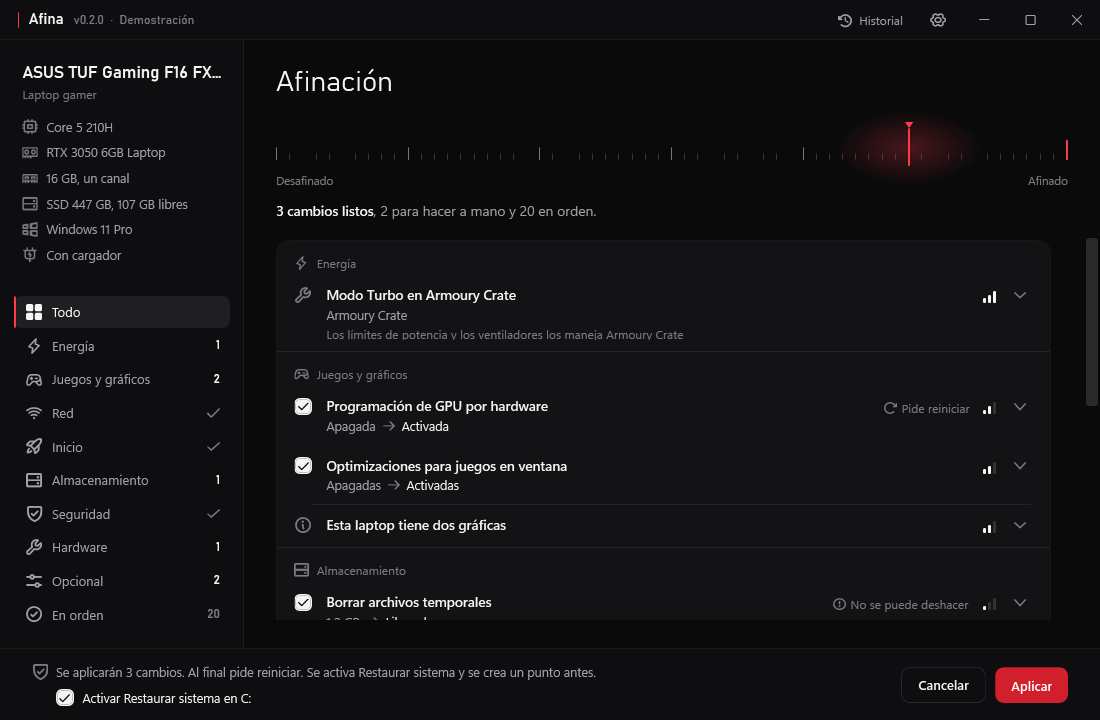 Afina v0.2.0 · Demostración
Historial
ASUS TUF Gaming F16 FX...
Laptop gamer
Core 5 210H
RTX 3050 6GB Laptop
16 GB, un canal
SSD 447 GB, 107 GB libres
Windows 11 Pro
Con cargador
Todo
Energía 1
Juegos y gráficos 2
Red
Inicio
Almacenamiento 1
Seguridad
Hardware 1
Opcional 2
En orden 20
Afinación
Desafinado Afinado
3 cambios listos, 2 para hacer a mano y 20 en orden.
Energía
Modo Turbo en Armoury Crate
Armoury Crate
Los límites de potencia y los ventiladores los maneja Armoury Crate
Juegos y gráficos
Programación de GPU por hardware Pide reiniciar
Apagada → Activada
Optimizaciones para juegos en ventana
Apagadas → Activadas
Esta laptop tiene dos gráficas
Almacenamiento
Borrar archivos temporales No se puede deshacer
Se aplicarán 3 cambios. Al final pide reiniciar. Se activa Restaurar sistema y se crea un punto antes.
Activar Restaurar sistema en C:
Cancelar Aplicar